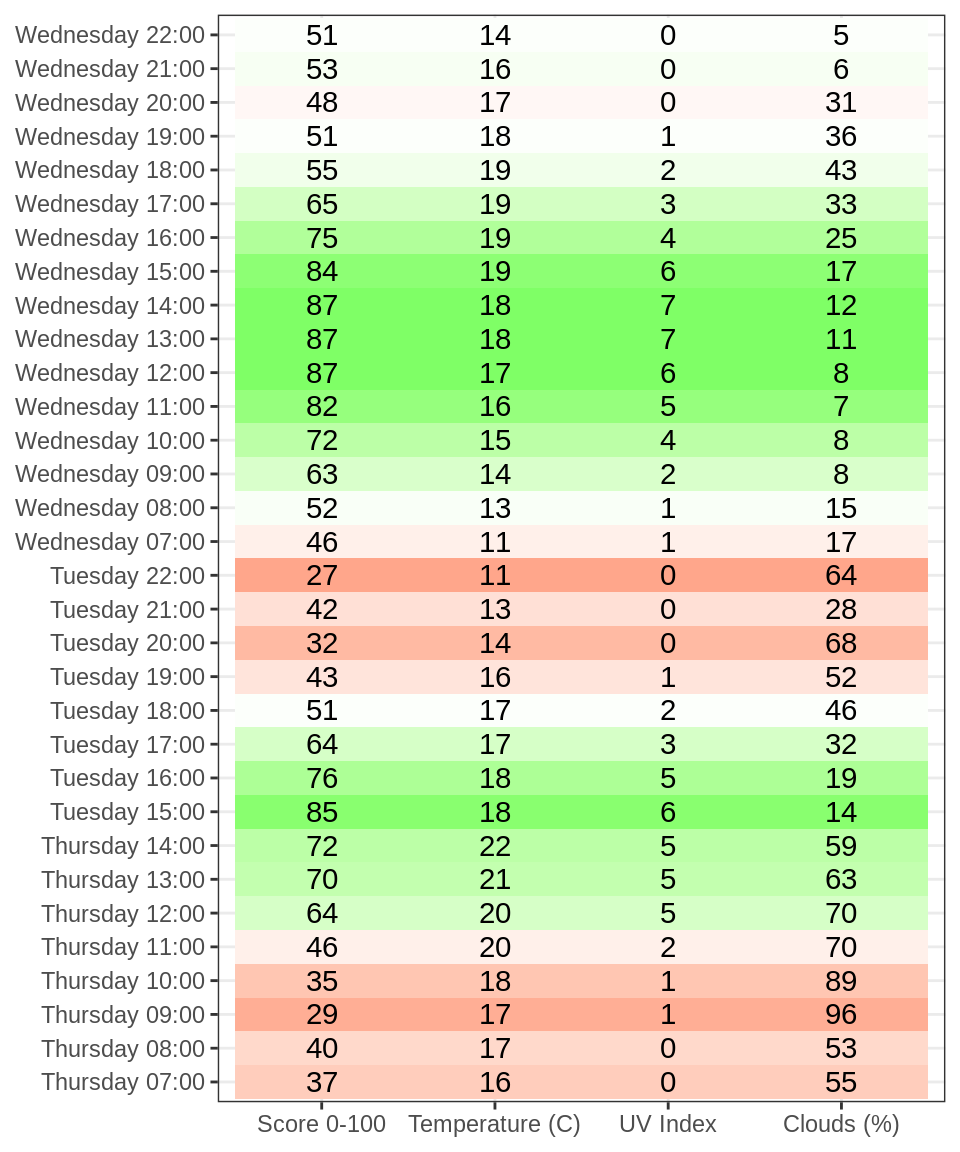 Wednesday 22:00 51 14 0 5
Wednesday 21:00 53 16 0 6
Wednesday 20:00 48 17 0 31
Wednesday 19:00 51 18 1 36
Wednesday 18:00 55 19 2 43
Wednesday 17:00 65 19 3 33
Wednesday 16:00 75 19 4 25
Wednesday 15:00 84 19 6 17
Wednesday 14:00 87 18 7 12
Wednesday 13:00 87 18 7 11
Wednesday 12:00 87 17 6 8
Wednesday 11:00 82 16 5 7
Wednesday 10:00 72 15 4 8
Wednesday 09:00 63 14 2 8
Wednesday 08:00 52 13 1 15
Wednesday 07:00 46 11 1 17
Tuesday 22:00 27 11 0 64
Tuesday 21:00 42 13 0 28
Tuesday 20:00 32 14 0 68
Tuesday 19:00 43 16 1 52
Tuesday 18:00 51 17 2 46
Tuesday 17:00 64 17 3 32
Tuesday 16:00 76 18 5 19
Tuesday 15:00 85 18 6 14
Thursday 14:00 72 22 5 59
Thursday 13:00 70 21 5 63
Thursday 12:00 64 20 5 70
Thursday 11:00 46 20 2 70
Thursday 10:00 35 18 1 89
Thursday 09:00 29 17 1 96
Thursday 08:00 40 17 0 53
Thursday 07:00 37 16 0 55
Score 0-100 Temperature (C) UV Index Clouds (%)